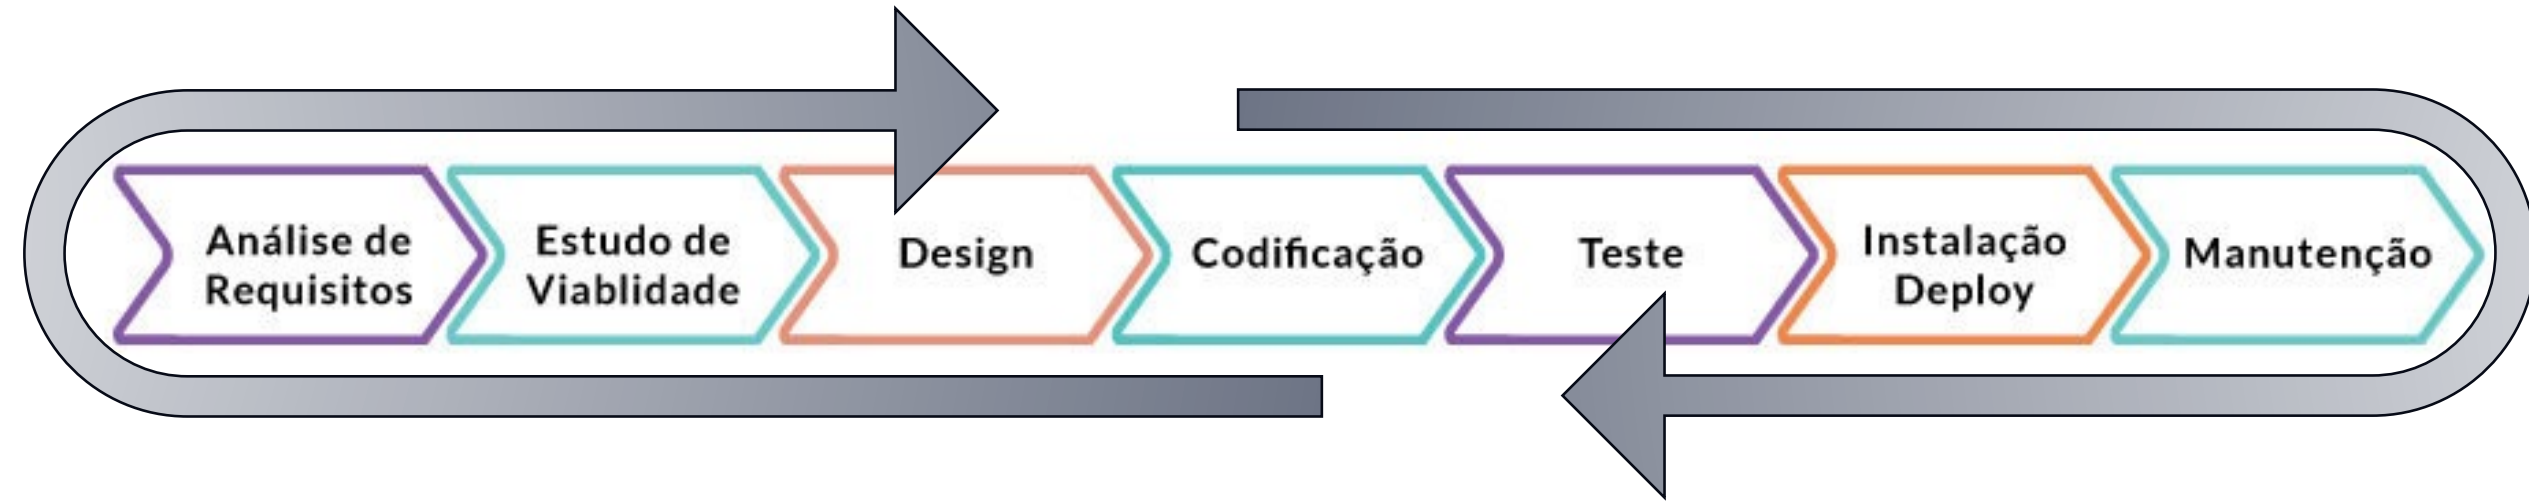 Análise de
Requisitos
Estudo de
Viablidade
Design
Codificação
Teste
Instalação
Deploy
Manutenção